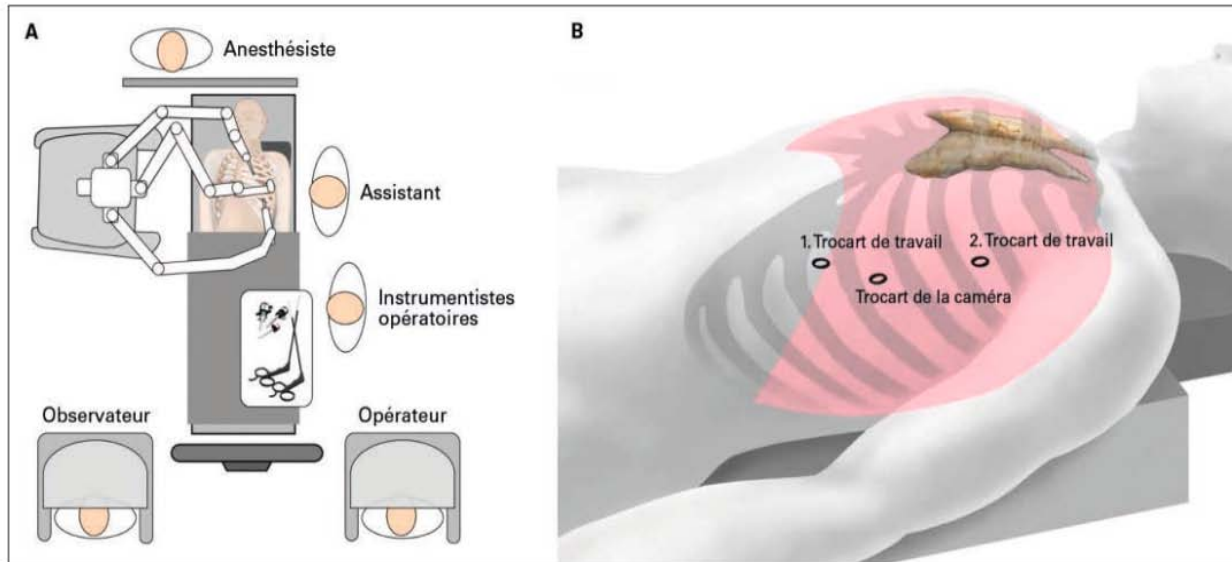 A
Anesthésiste
Assistant
Instrumentistes
opératoires
Observateur
Opérateur
B
1. Trocart de travail
2. Trocart de travail
Trocart de la caméra